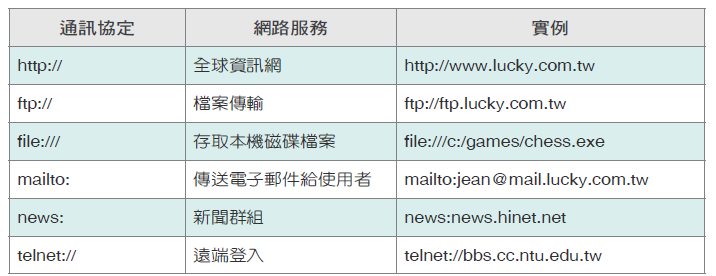 通訊協定 網路服務 實例
http:// 全球資訊網 http://www.lucky.com.tw
ftp:// 檔案傳輸 ftp://ftp.lucky.com.tw
file:/// 存取本機磁碟檔案 file:///c:/games/chess.exe
mailto: 傳送電子郵件給使用者 mailto:jean@mail.lucky.com.tw
news: 新聞群組 news:news.hinet.net
telnet:// 遠端登入 telnet://bbs.cc.ntu.edu.tw